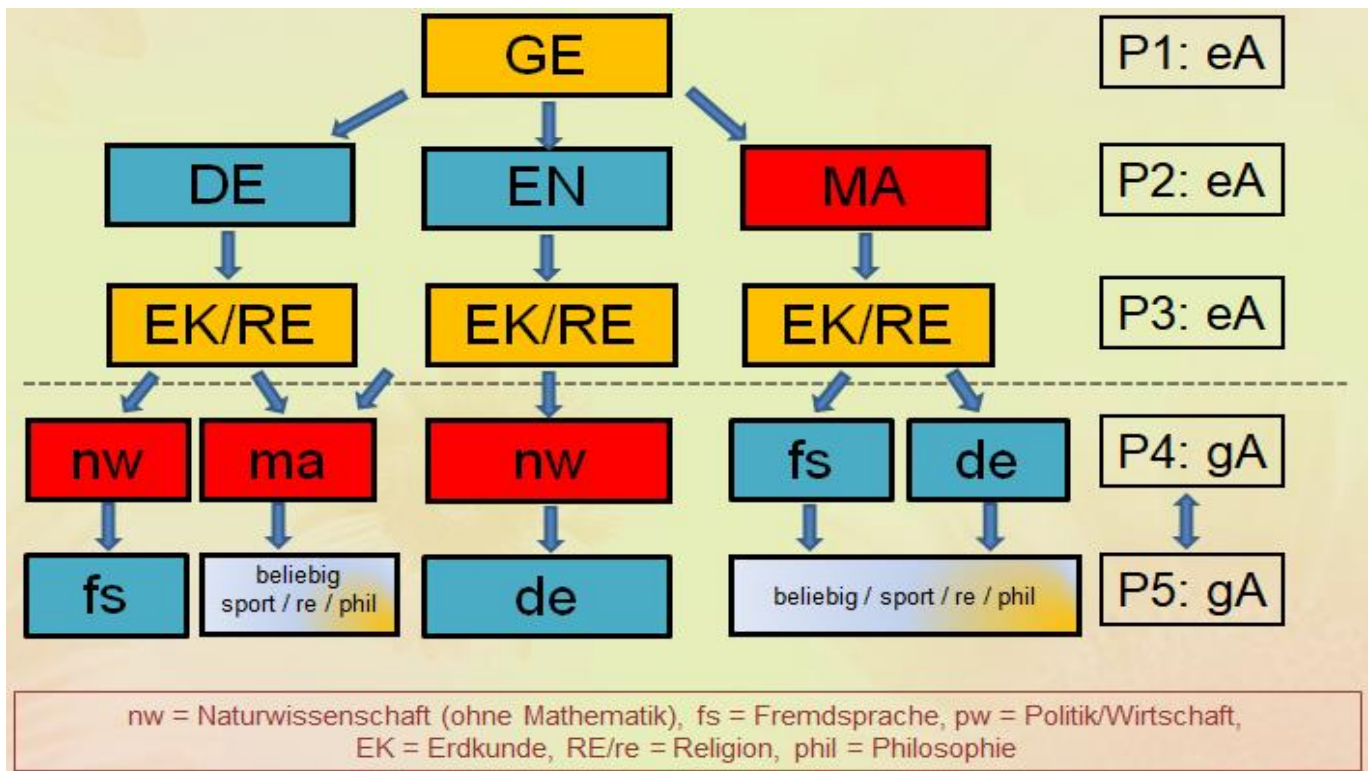 GE
P1: eA
DE
EN
MA
P2: eA
EK/RE
EK/RE
EK/RE
P3: eA
nw
ma
nw
fs
de
P4: gA
fs
beliebig
sport / re / phil
de
beliebig / sport / re / phil
P5: gA
nw = Naturwissenschaft (ohne Mathematik), fs = Fremdsprache, pw = Politik/Wirtschaft,
EK = Erdkunde, RE/re = Religion, phil = Philosophie